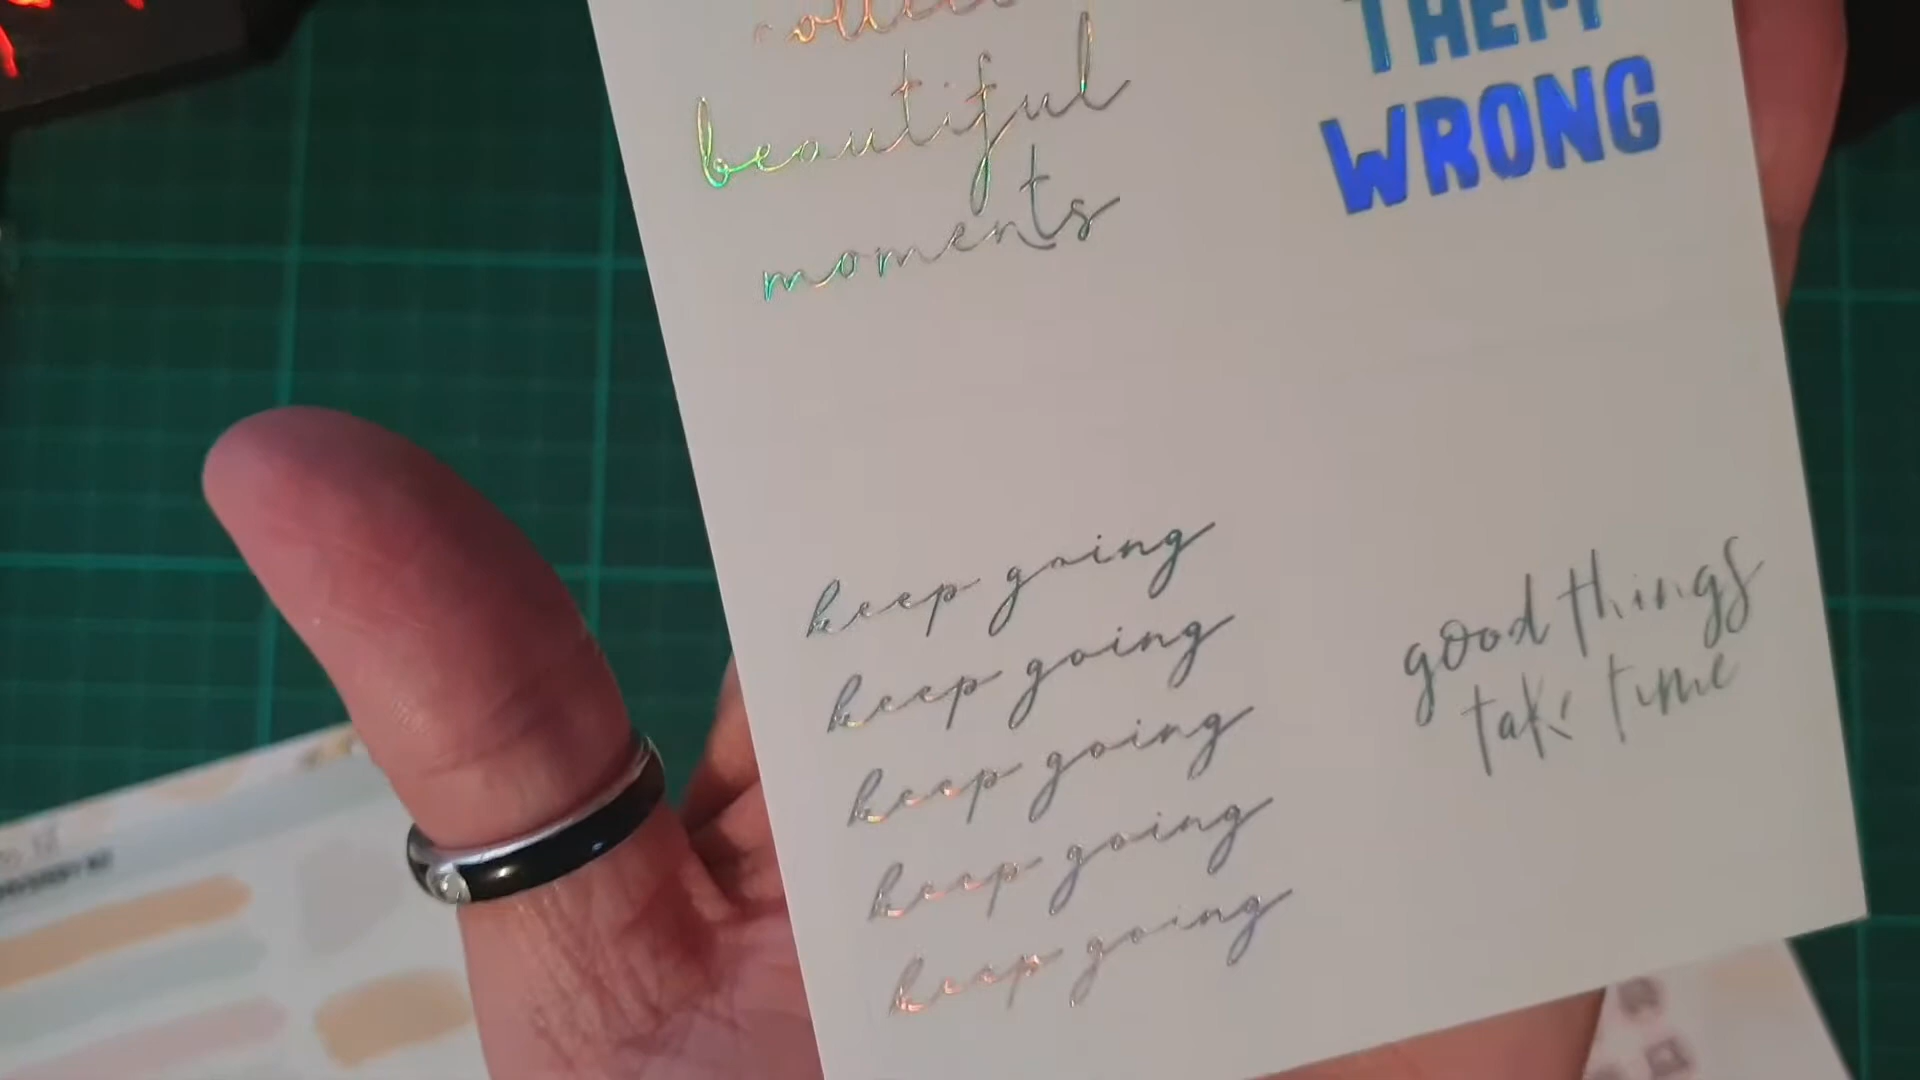 beautiful
moments
THEM
WRONG
keep going
keep going
keep going
keep going
keep going
good things
take time